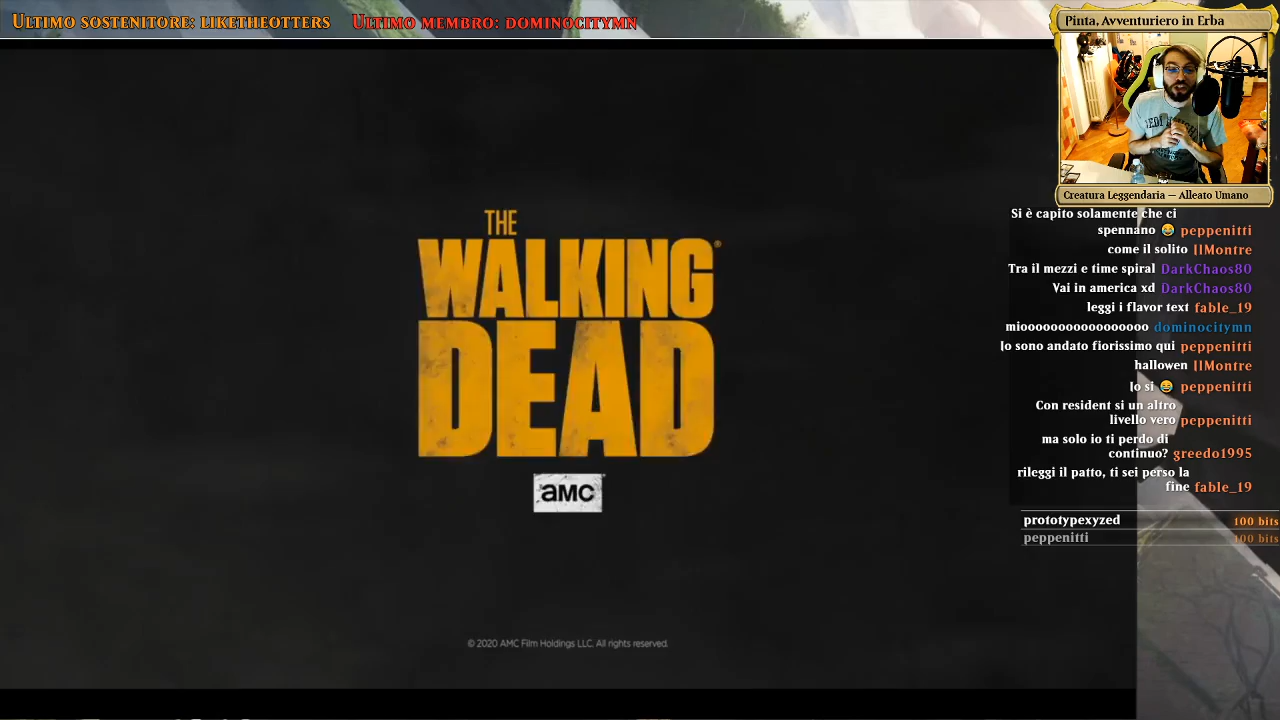 Ultimo sostenitore: liketheotters
Ultimo membro: dominocitymn
Pinta, Avventuriero in Erba
Creatura Leggendaria — Alleato Umano
Si è capito solamente che ci
spennano 😂 peppenitti
come il solito IlMontre
Tra il mezzi e time spiral DarkChaos80
Vai in america xd DarkChaos80
leggi i flavor text fable_19
miooooooooooooooooo dominocitymn
Io sono andato fiorissimo qui peppenitti
hallowen IlMontre
Io si 😂 peppenitti
Con resident si un altro
livello vero peppenitti
ma solo io ti perdo di
continuo? greedo1995
rileggi il patto, ti sei perso la
fine fable_19
prototypexyzed 100 bits
peppenitti 100 bits
THE
WALKING
DEAD
amc
© 2020 AMC Film Holdings LLC. All rights reserved.